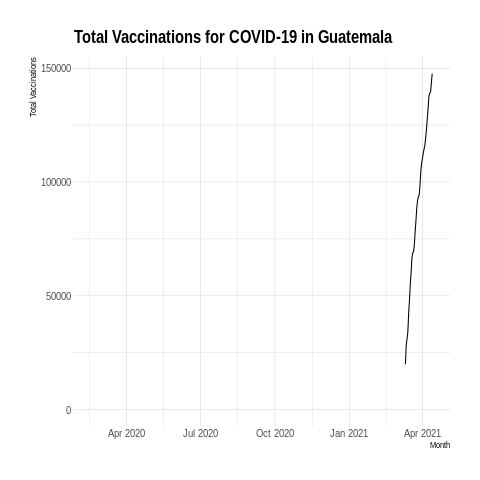 Total Vaccinations for COVID-19 in Guatemala
Total Vaccinations
150000
100000
50000
0
Apr 2020 Jul 2020 Oct 2020 Jan 2021 Apr 2021
Month